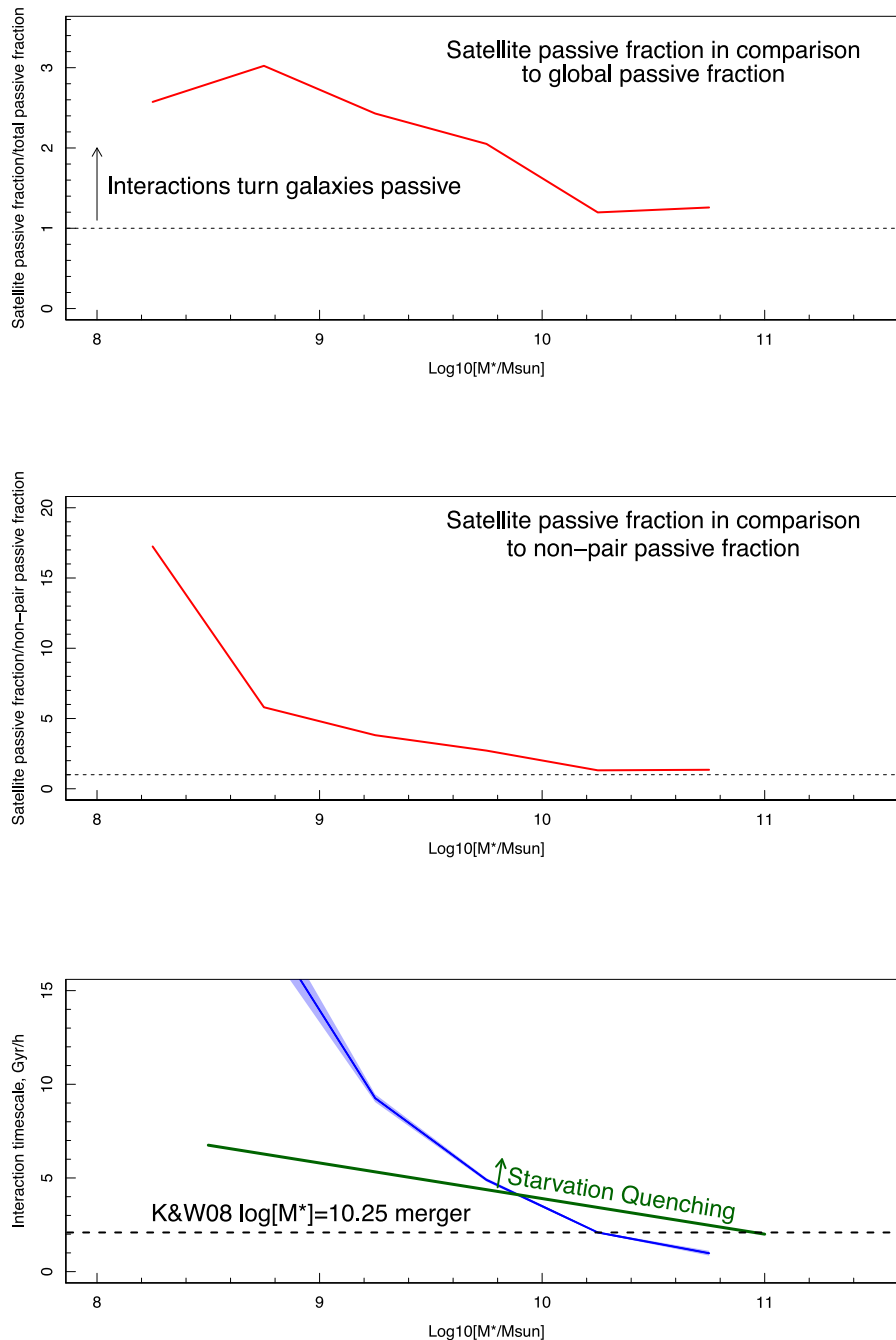 Satellite passive fraction in comparison
to global passive fraction
Interactions turn galaxies passive
Satellite passive fraction/total passive fraction
0
1
2
3
8
9
10
11
Log10[M*/Msun]
Satellite passive fraction in comparison
to non−pair passive fraction
Satellite passive fraction/non−pair passive fraction
0
5
10
15
20
8
9
10
11
Log10[M*/Msun]
Interaction timescale, Gyr/h
0
5
10
15
Starvation Quenching
K&W08 log[M*]=10.25 merger
8
9
10
11
Log10[M*/Msun]